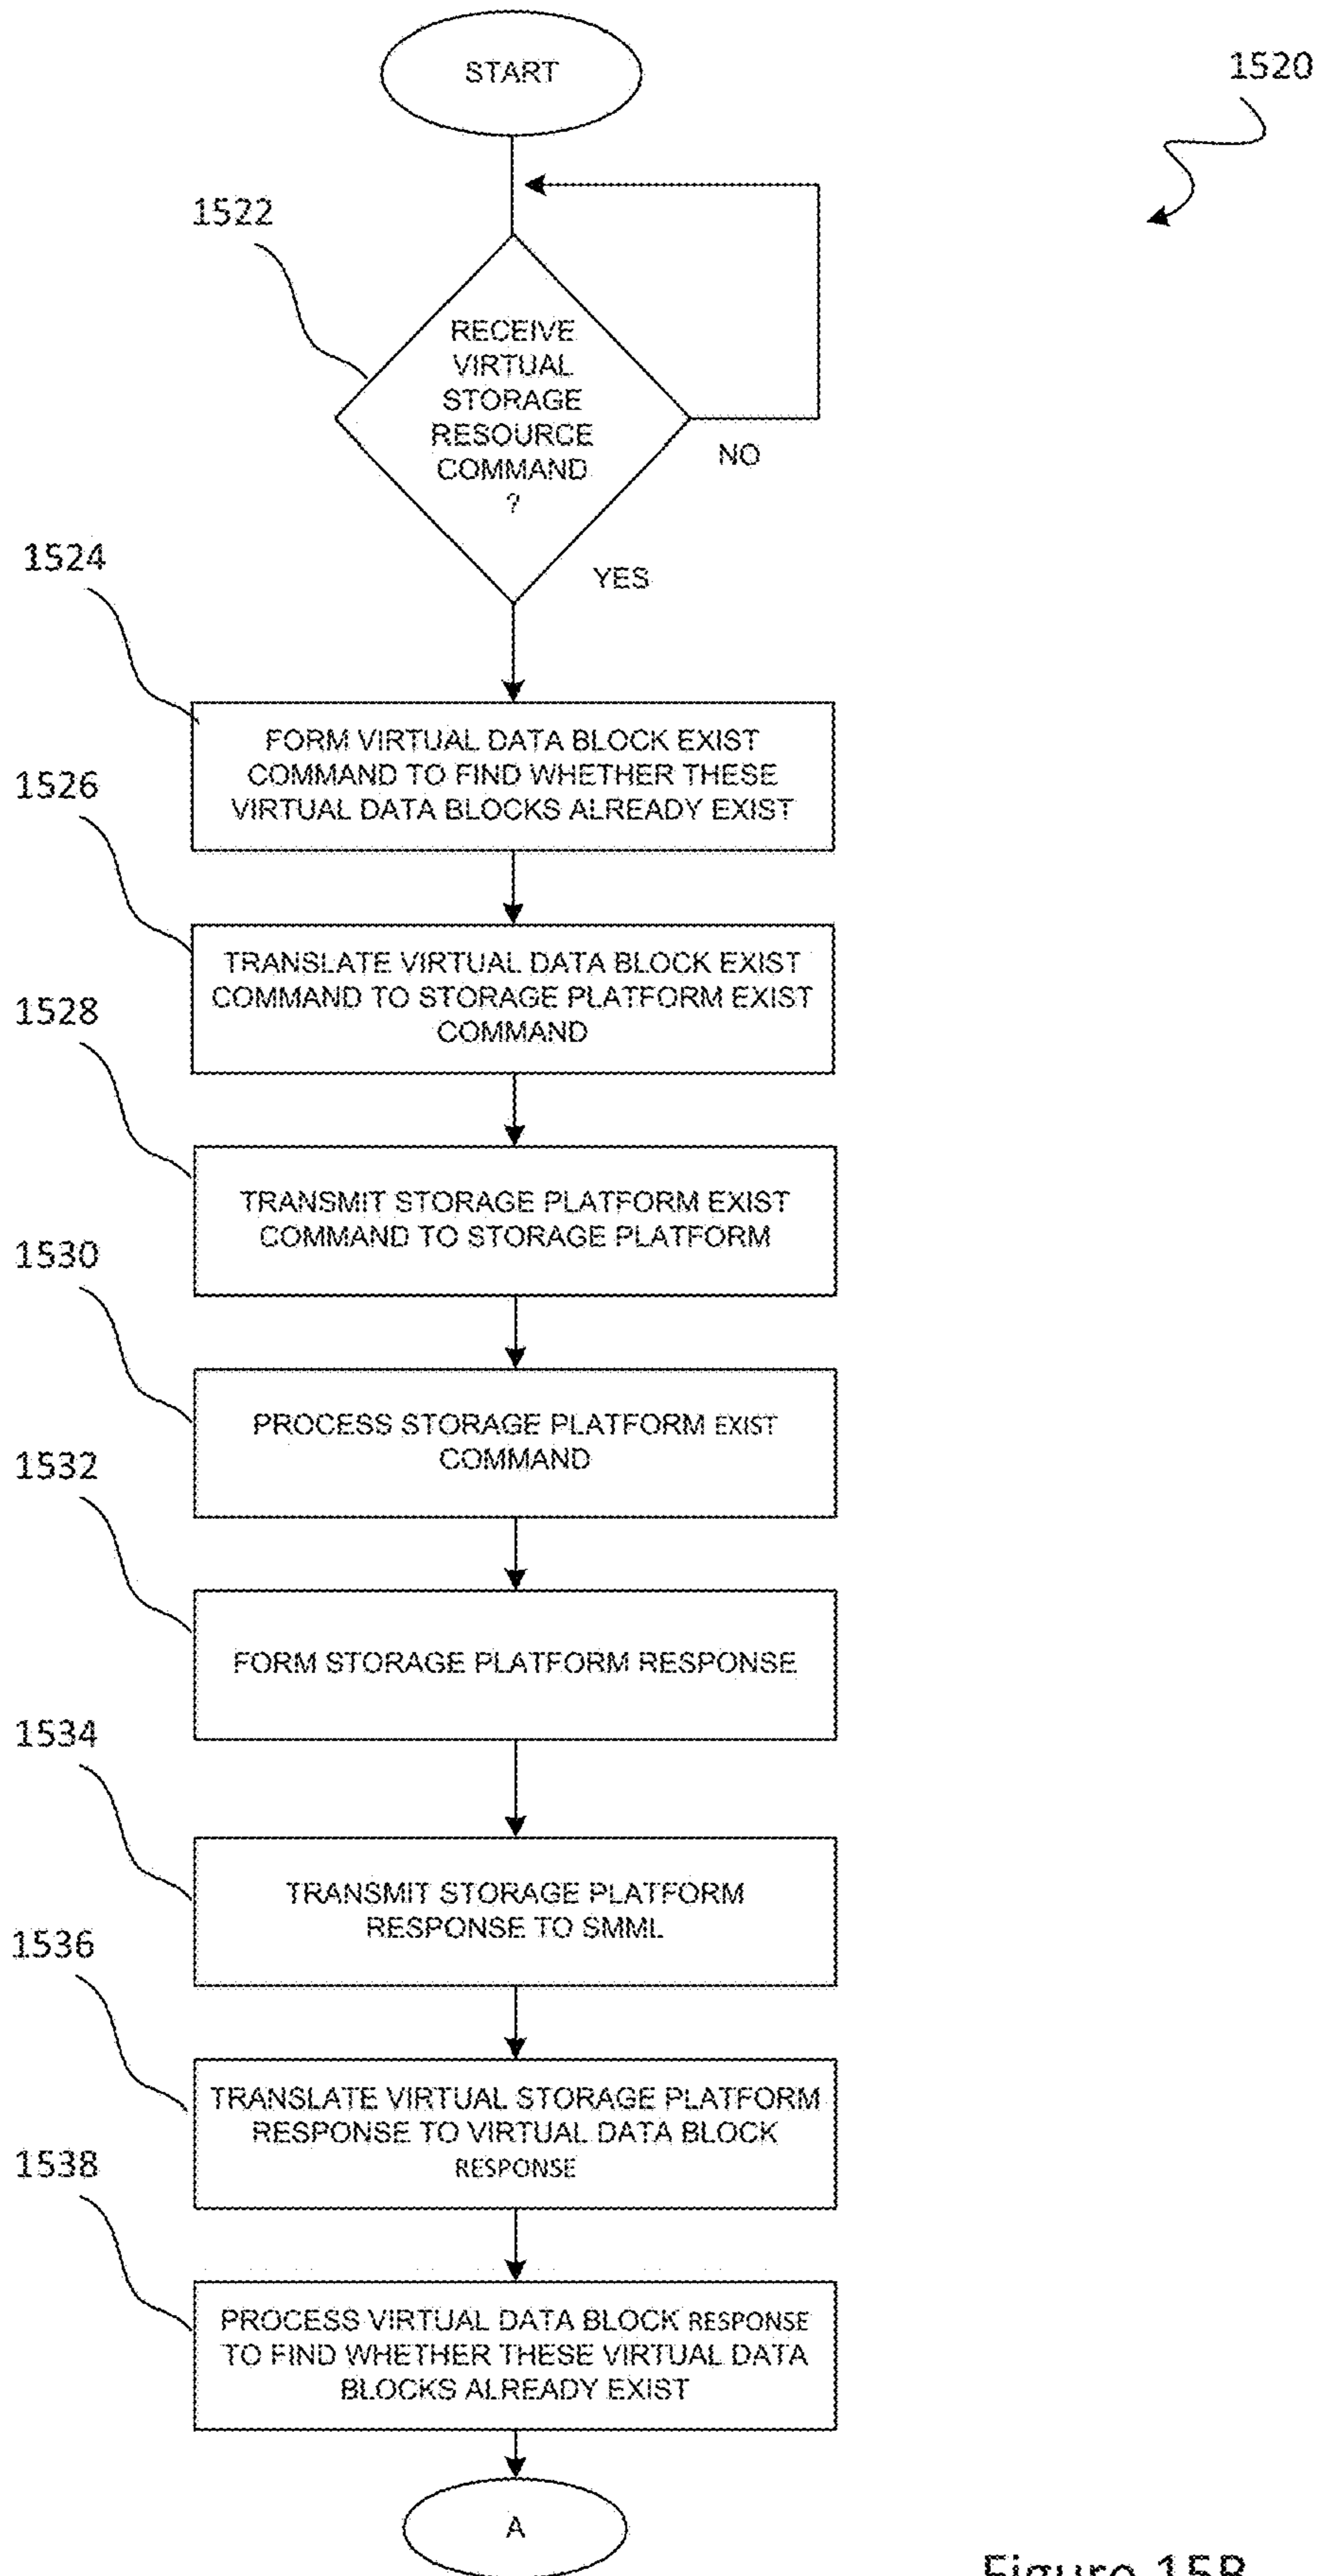 START
1520
1522
RECEIVE
VIRTUAL
STORAGE
RESOURCE
COMMAND
?
NO
YES
1524
FORM VIRTUAL DATA BLOCK EXIST
COMMAND TO FIND WHETHER THESE
VIRTUAL DATA BLOCKS ALREADY EXIST
1526
TRANSLATE VIRTUAL DATA BLOCK EXIST
COMMAND TO STORAGE PLATFORM EXIST
COMMAND
1528
TRANSMIT STORAGE PLATFORM EXIST
COMMAND TO STORAGE PLATFORM
1530
PROCESS STORAGE PLATFORM EXIST
COMMAND
1532
FORM STORAGE PLATFORM RESPONSE
1534
TRANSMIT STORAGE PLATFORM
RESPONSE TO SMML
1536
TRANSLATE VIRTUAL STORAGE PLATFORM
RESPONSE TO VIRTUAL DATA BLOCK
RESPONSE
1538
PROCESS VIRTUAL DATA BLOCK RESPONSE
TO FIND WHETHER THESE VIRTUAL DATA
BLOCKS ALREADY EXIST
A
Figure 15B